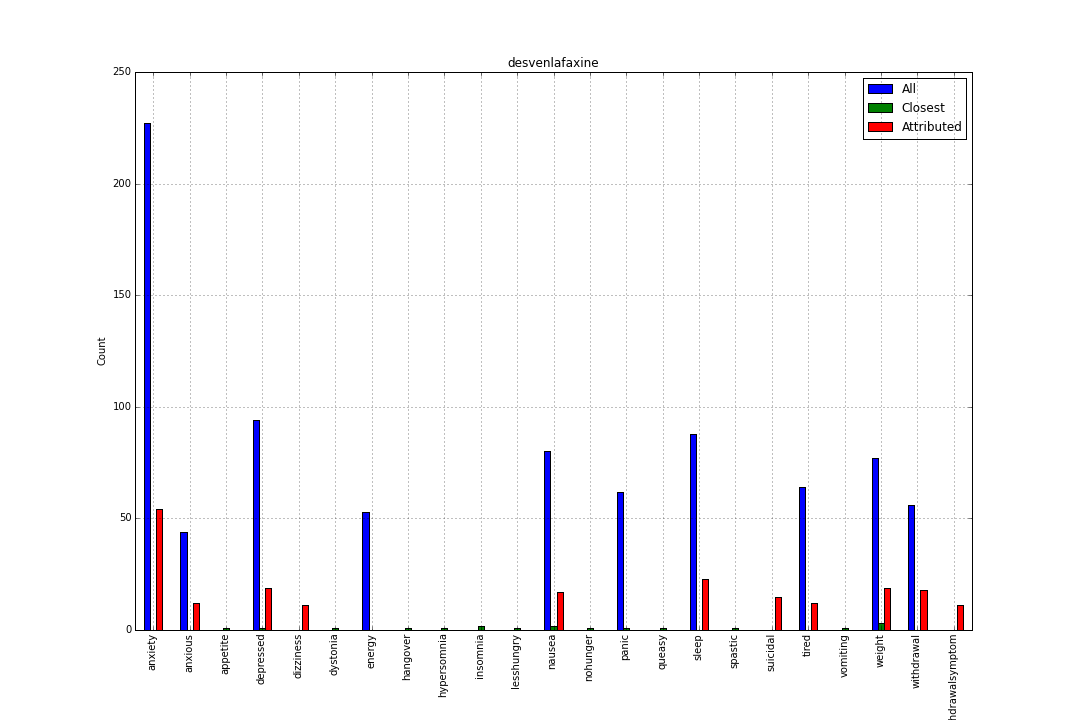 desvenlafaxine
250
200
150
100
50
0
Count
All
Closest
Attributed
anxiety
anxious
appetite
depressed
dizziness
dystonia
energy
hangover
hypersomnia
insomnia
lesshungry
nausea
nohunger
panic
queasy
sleep
spastic
suicidal
tired
vomiting
weight
withdrawal
hdrawalsymptom